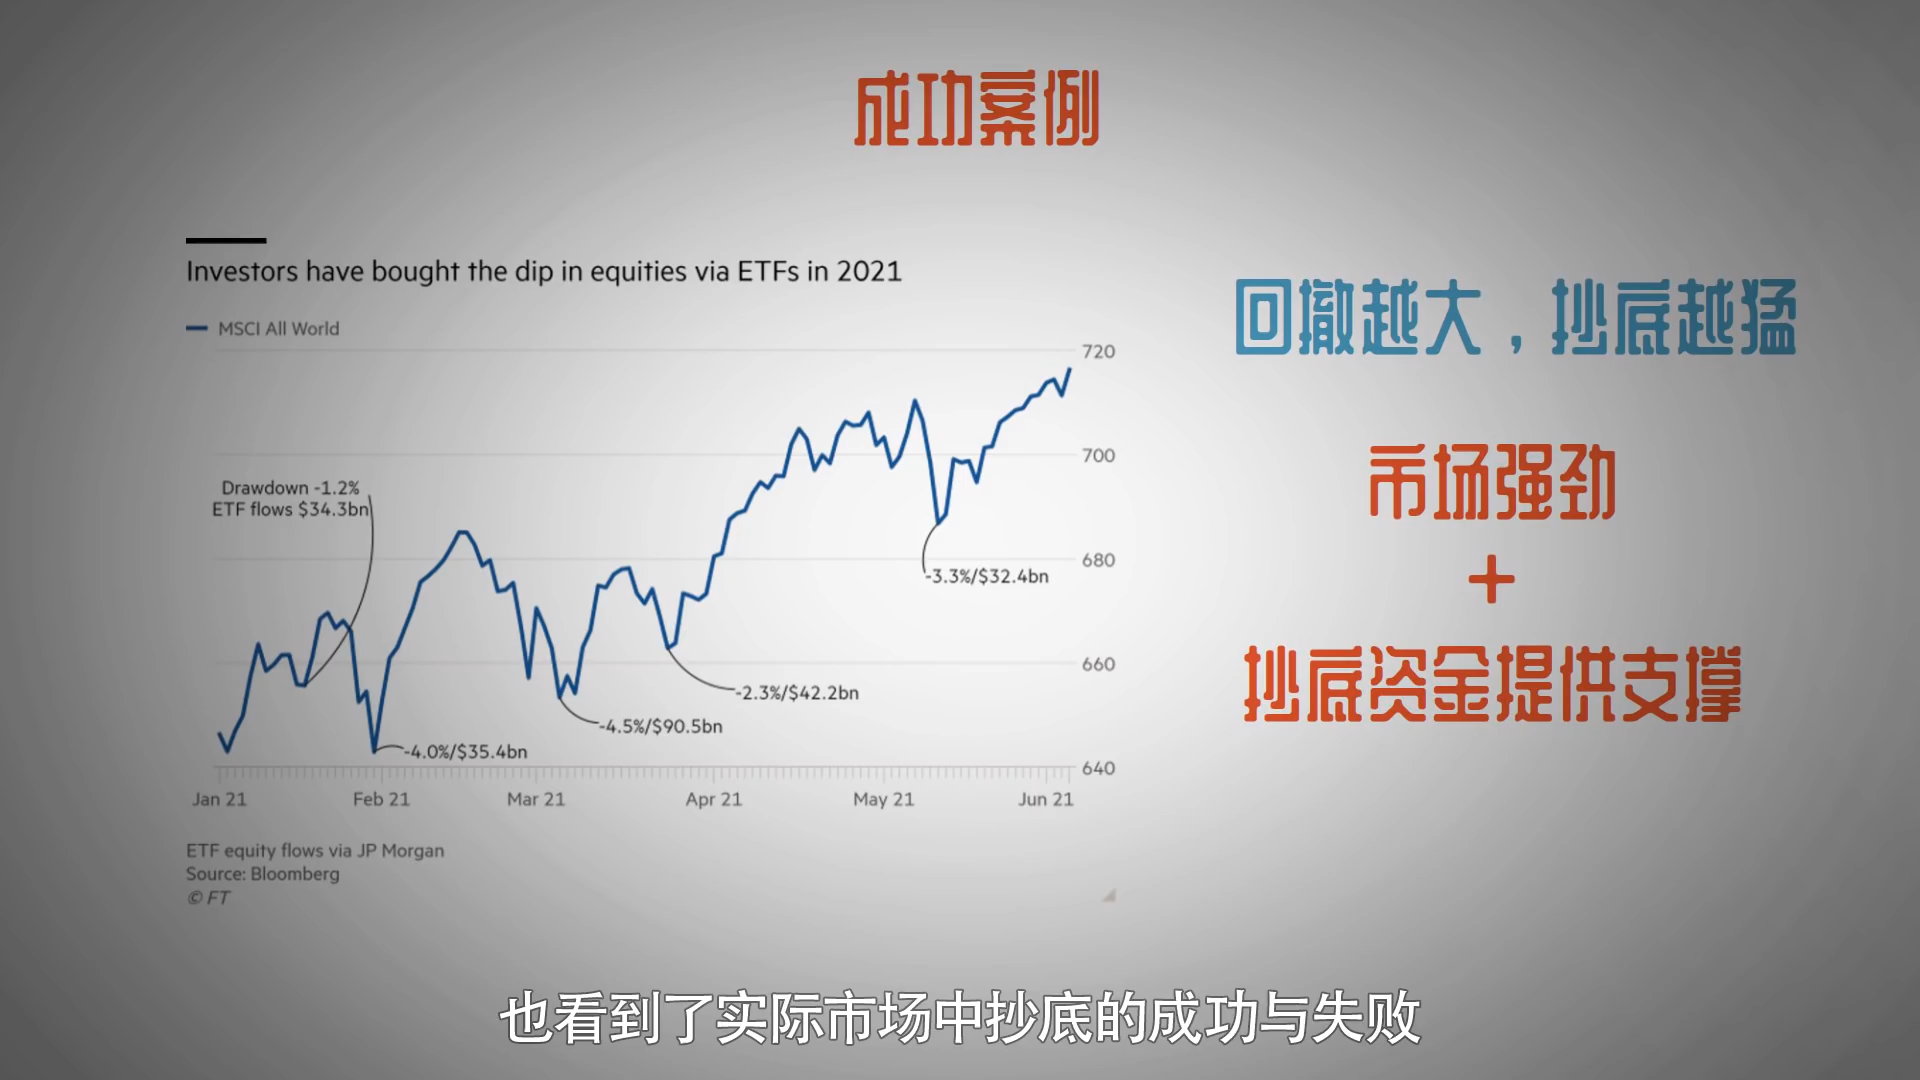 成功案例
Investors have bought the dip in equities via ETFs in 2021
MSCI All World
720
700
680
660
640
Drawdown -1.2%
ETF flows $34.3bn
-4.0%/$35.4bn
-4.5%/$90.5bn
-2.3%/$42.2bn
-3.3%/$32.4bn
Jan 21 Feb 21 Mar 21 Apr 21 May 21 Jun 21
ETF equity flows via JP Morgan
Source: Bloomberg
© FT
回撤越大，抄底越猛
市场强劲
+
抄底资金提供支撑
也看到了实际市场中抄底的成功与失败